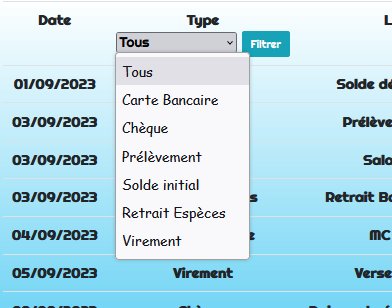 Date Type L
Tous Filtrer
Tous
01/09/2023 Solde dé
Carte Bancaire
Chèque
03/09/2023 Prélève
Prélèvement
03/09/2023 Sala
Solde initial
03/09/2023 s Retrait Ba
Retrait Espèces
04/09/2023 e MC
Virement
05/09/2023 Virement Verse